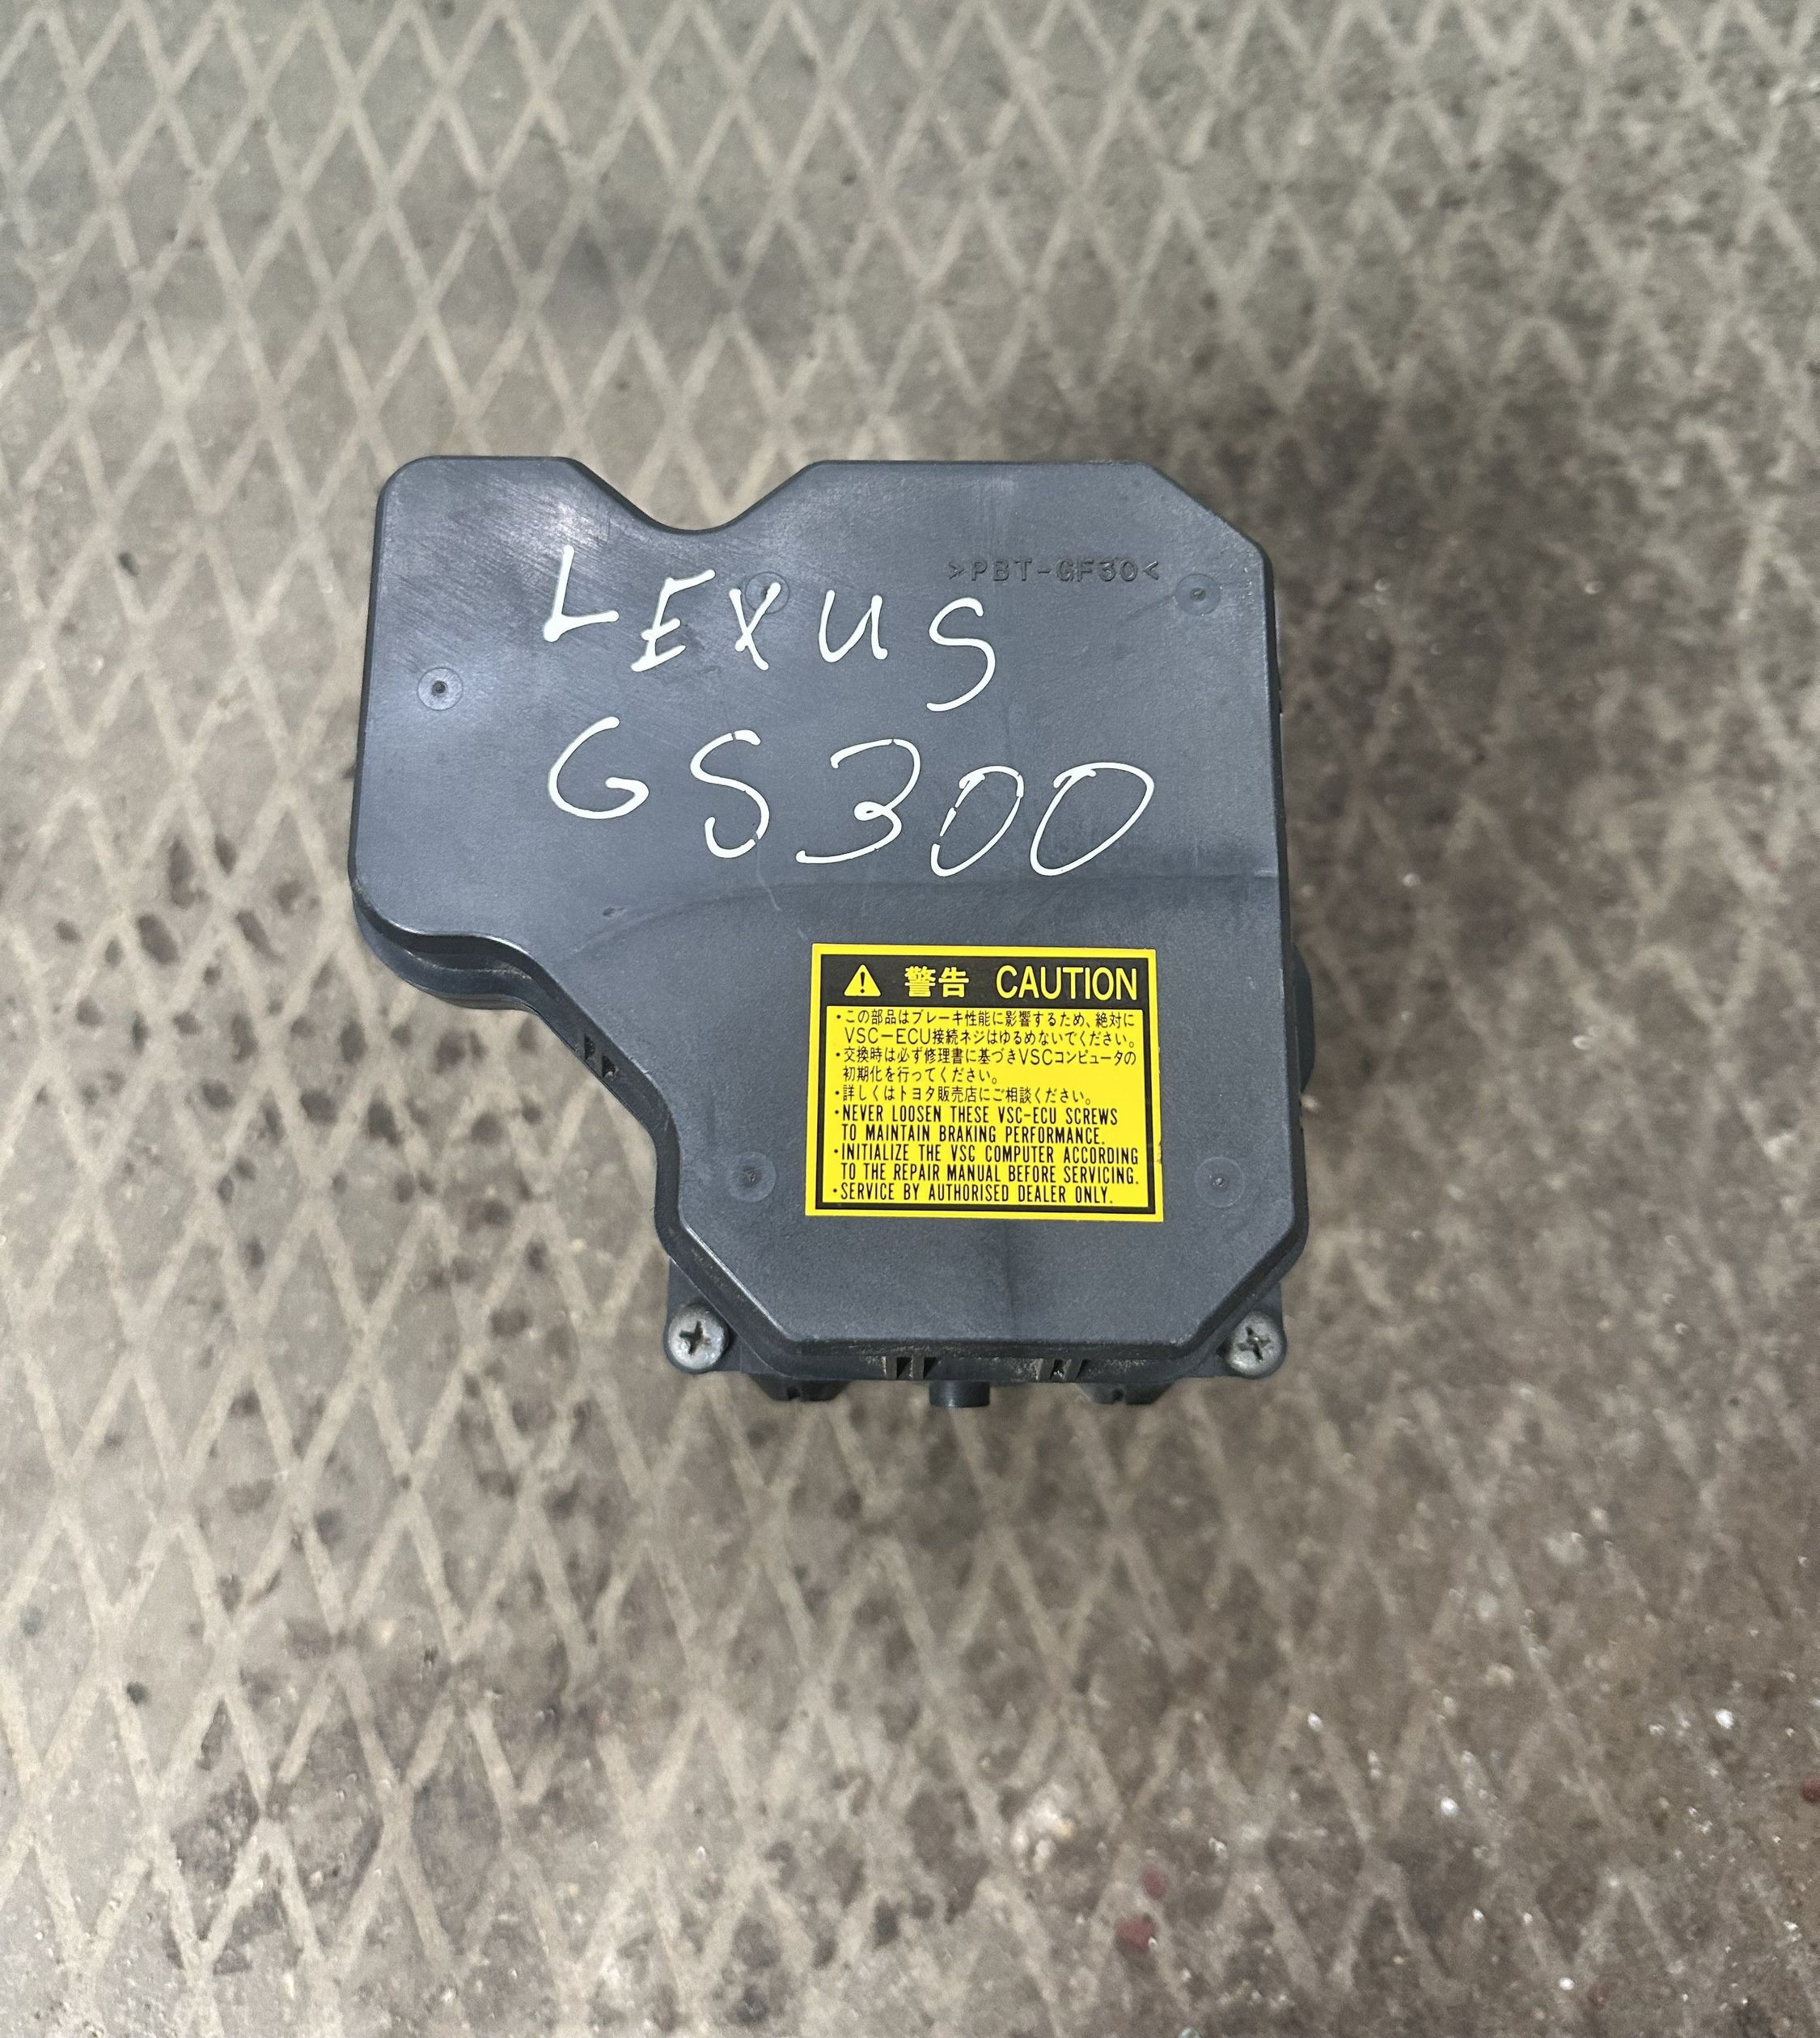 >PBT-GF30<
LEXUS
GS300
警告 CAUTION
・この部品はブレーキ性能に影響するため、絶対に
VSC-ECU接続ネジはゆるめないでください。
・交換時は必ず修理書に基づきVSCコンピュータの
初期化を行ってください。
・詳しくはトヨタ販売店にご相談ください。
・NEVER LOOSEN THESE VSC-ECU SCREWS
TO MAINTAIN BRAKING PERFORMANCE.
・INITIALIZE THE VSC COMPUTER ACCORDING
TO THE REPAIR MANUAL BEFORE SERVICING.
・SERVICE BY AUTHORISED DEALER ONLY.